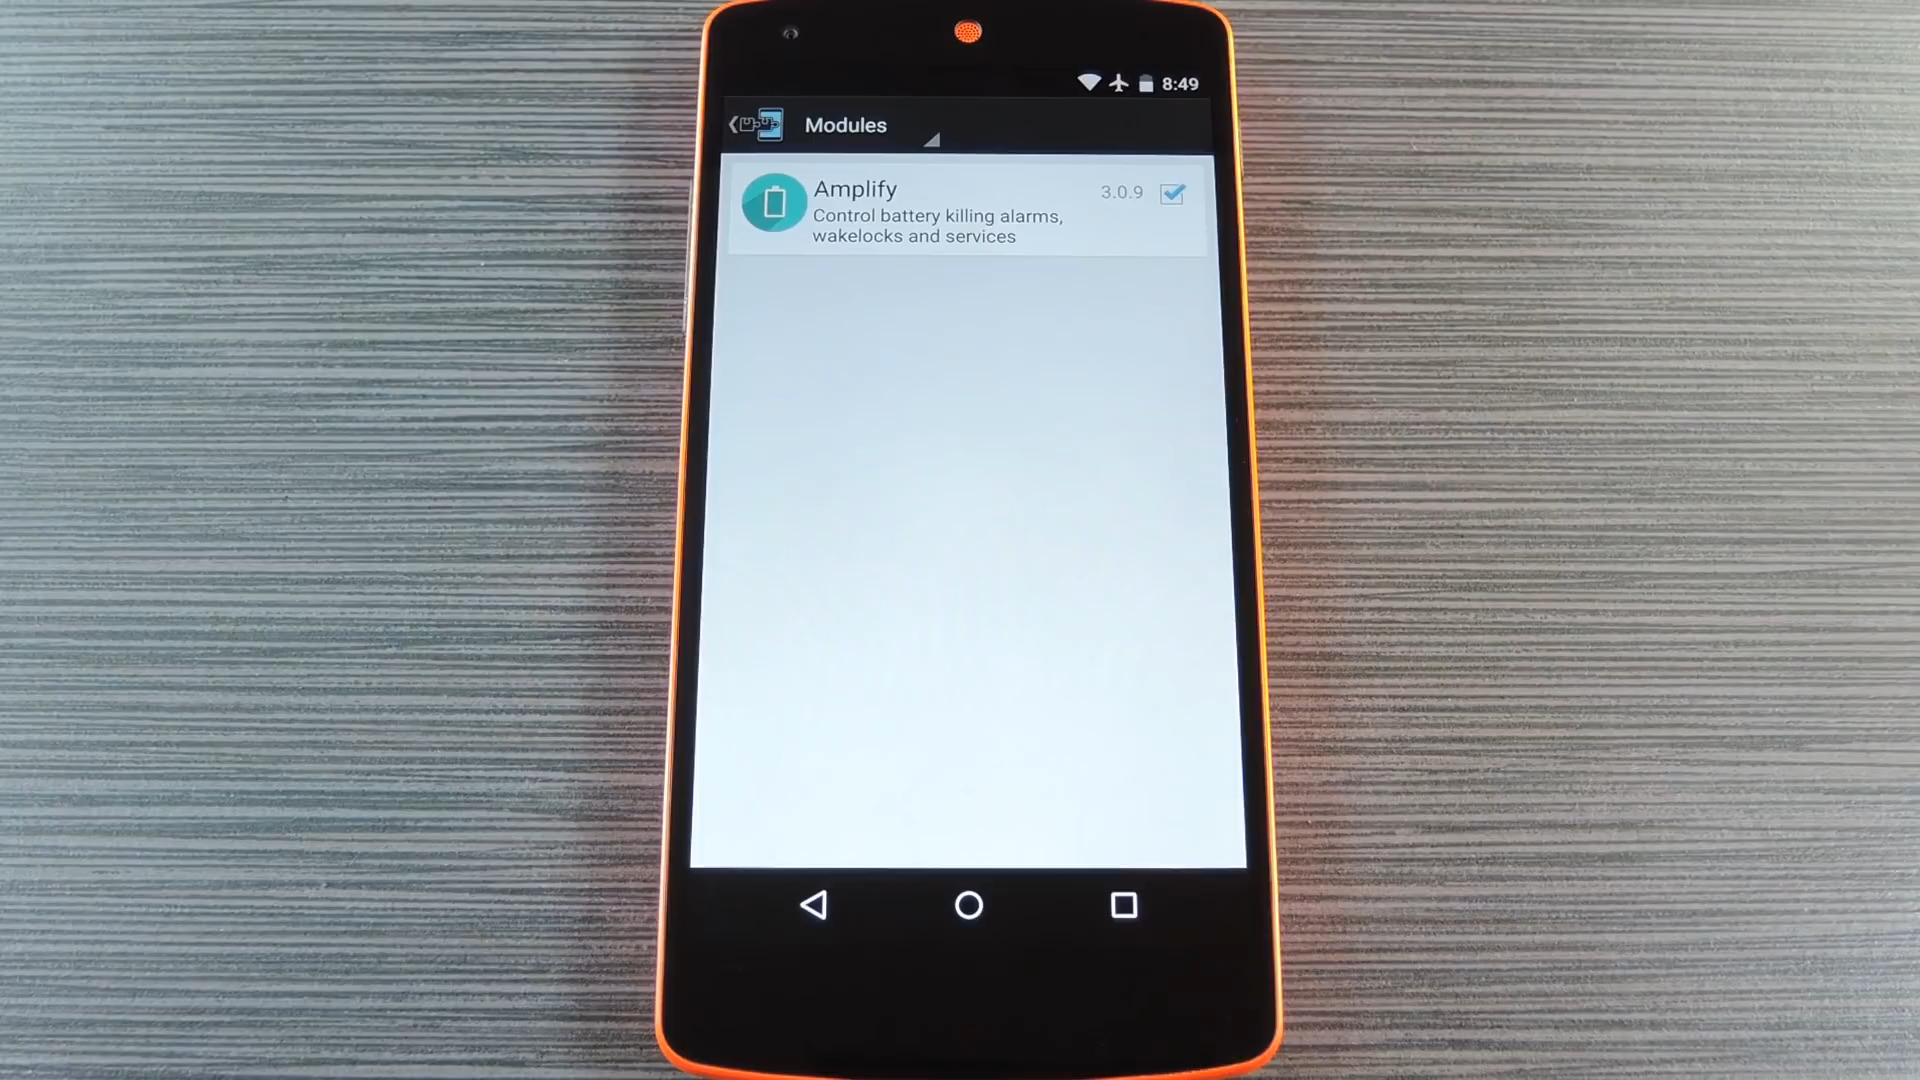 8:49
Modules
Amplify
3.0.9
Control battery killing alarms,
wakelocks and services